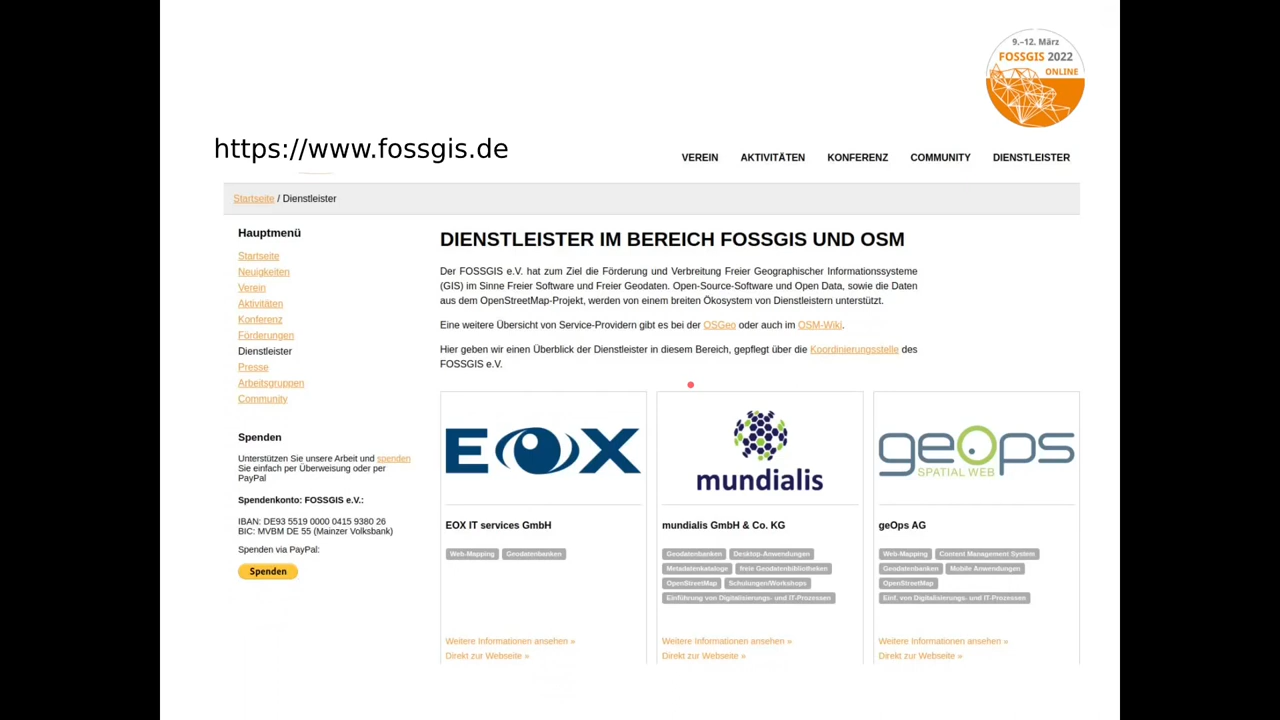 9.–12. März
FOSSGIS 2022
ONLINE
https://www.fossgis.de
VEREIN AKTIVITÄTEN KONFERENZ COMMUNITY DIENSTLEISTER
Startseite / Dienstleister
Hauptmenü
Startseite
Neuigkeiten
Verein
Aktivitäten
Konferenz
Förderungen
Dienstleister
Presse
Arbeitsgruppen
Community
Spenden
Unterstützen Sie unsere Arbeit und spenden
Sie einfach per Überweisung oder per
PayPal
Spendenkonto: FOSSGIS e.V.:
IBAN: DE93 5519 0000 0415 9380 26
BIC: MVBM DE 55 (Mainzer Volksbank)
Spenden via PayPal:
Spenden
DIENSTLEISTER IM BEREICH FOSSGIS UND OSM
Der FOSSGIS e.V. hat zum Ziel die Förderung und Verbreitung Freier Geographischer Informationssysteme
(GIS) im Sinne Freier Software und Freier Geodaten. Open-Source-Software und Open Data, sowie die Daten
aus dem OpenStreetMap-Projekt, werden von einem breiten Ökosystem von Dienstleistern unterstützt.
Eine weitere Übersicht von Service-Providern gibt es bei der OSGeo oder auch im OSM-Wiki.
Hier geben wir einen Überblick der Dienstleister in diesem Bereich, gepflegt über die Koordinierungsstelle des
FOSSGIS e.V.
EOX
EOX IT services GmbH
Web-Mapping Geodatenbanken
Weitere Informationen ansehen »
Direkt zur Webseite »
mundialis
mundialis GmbH & Co. KG
Geodatenbanken Desktop-Anwendungen
Metadatenkataloge freie Geodatenbibliotheken
OpenStreetMap Schulungen/Workshops
Einführung von Digitalisierungs- und IT-Prozessen
Weitere Informationen ansehen »
Direkt zur Webseite »
geOps
SPATIAL WEB
geOps AG
Web-Mapping Content Management System
Geodatenbanken Mobile Anwendungen
OpenStreetMap
Einf. von Digitalisierungs- und IT-Prozessen
Weitere Informationen ansehen »
Direkt zur Webseite »